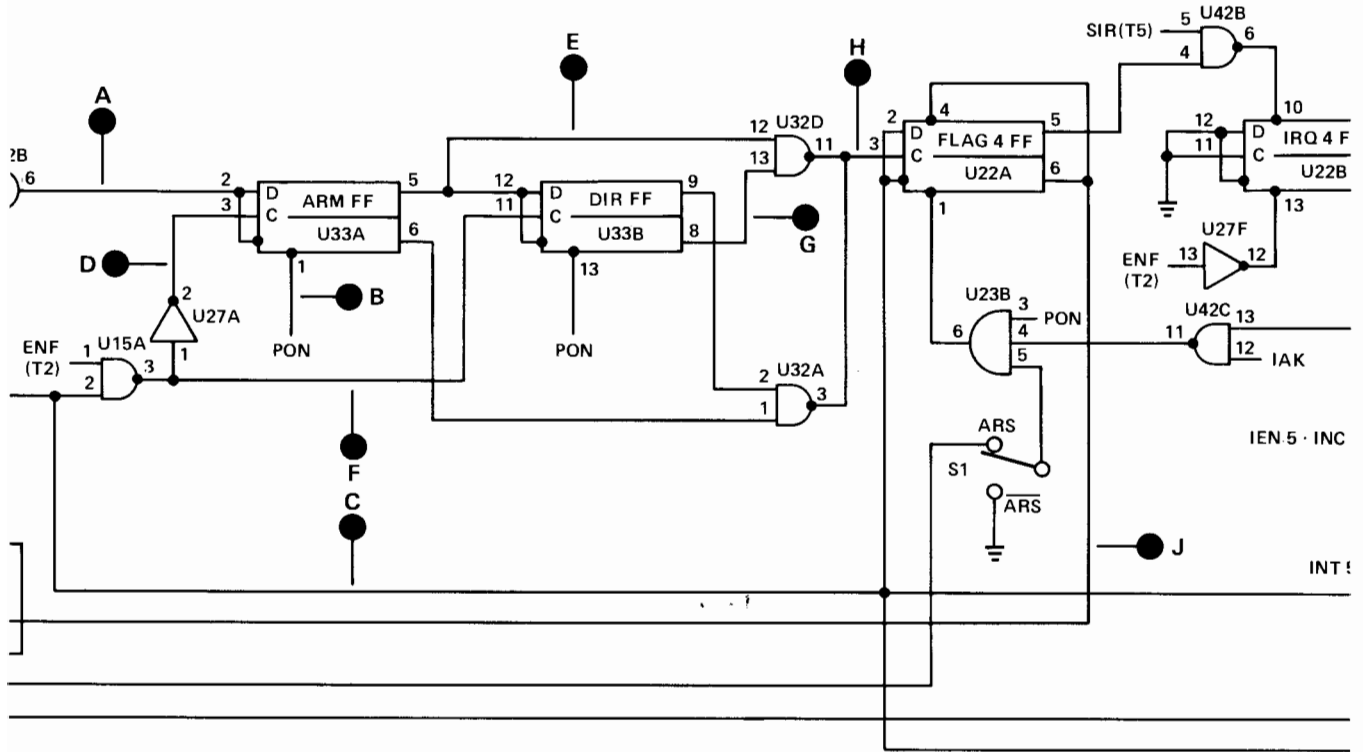 U42B
SIR(T5) 5 6
4
E
H
A
4
2 D FLAG 4 FF 5
3 C
U22A 6
1
U32D
12 11
13
10
12 D IRQ 4 F
11 C
U22B
13
2B
6
2 D ARM FF 5
3 C
U33A 6
1
12 D DIR FF 9
11 C
U33B 8
13
G
D
B
U27F
ENF 13 12
(T2)
2
U27A
1
PON
PON
U23B
3 PON
6 4
5
U42C
11 13
12 IAK
ENF 1 U15A
(T2) 3
2
U32A
2 3
1
F
C
ARS
S1
ARS
IEN 5 · INC
J
INT 5